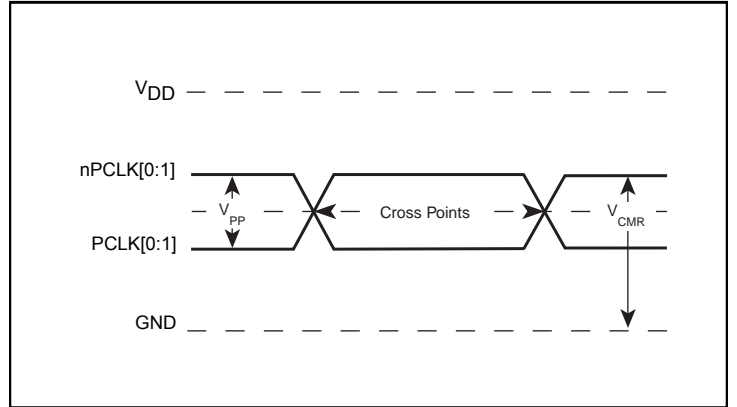 VDD
nPCLK[0:1]
VPP
Cross Points
VCMR
PCLK[0:1]
GND